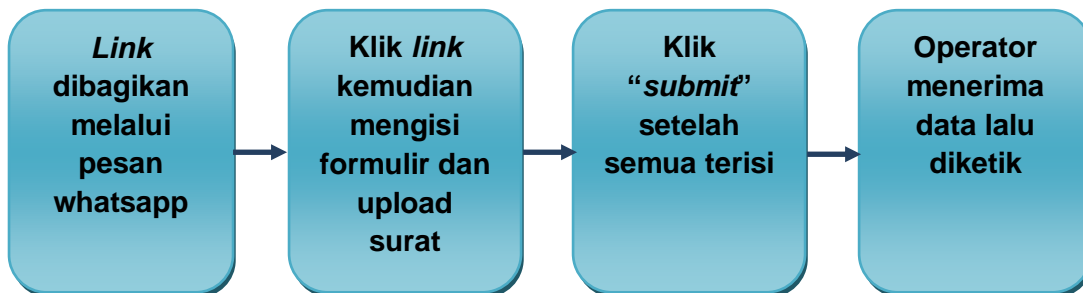 Link
dibagikan
melalui
pesan
whatsapp
Klik link
kemudian
mengisi
formulir dan
upload
surat
Klik
“submit”
setelah
semua terisi
Operator
menerima
data lalu
diketik